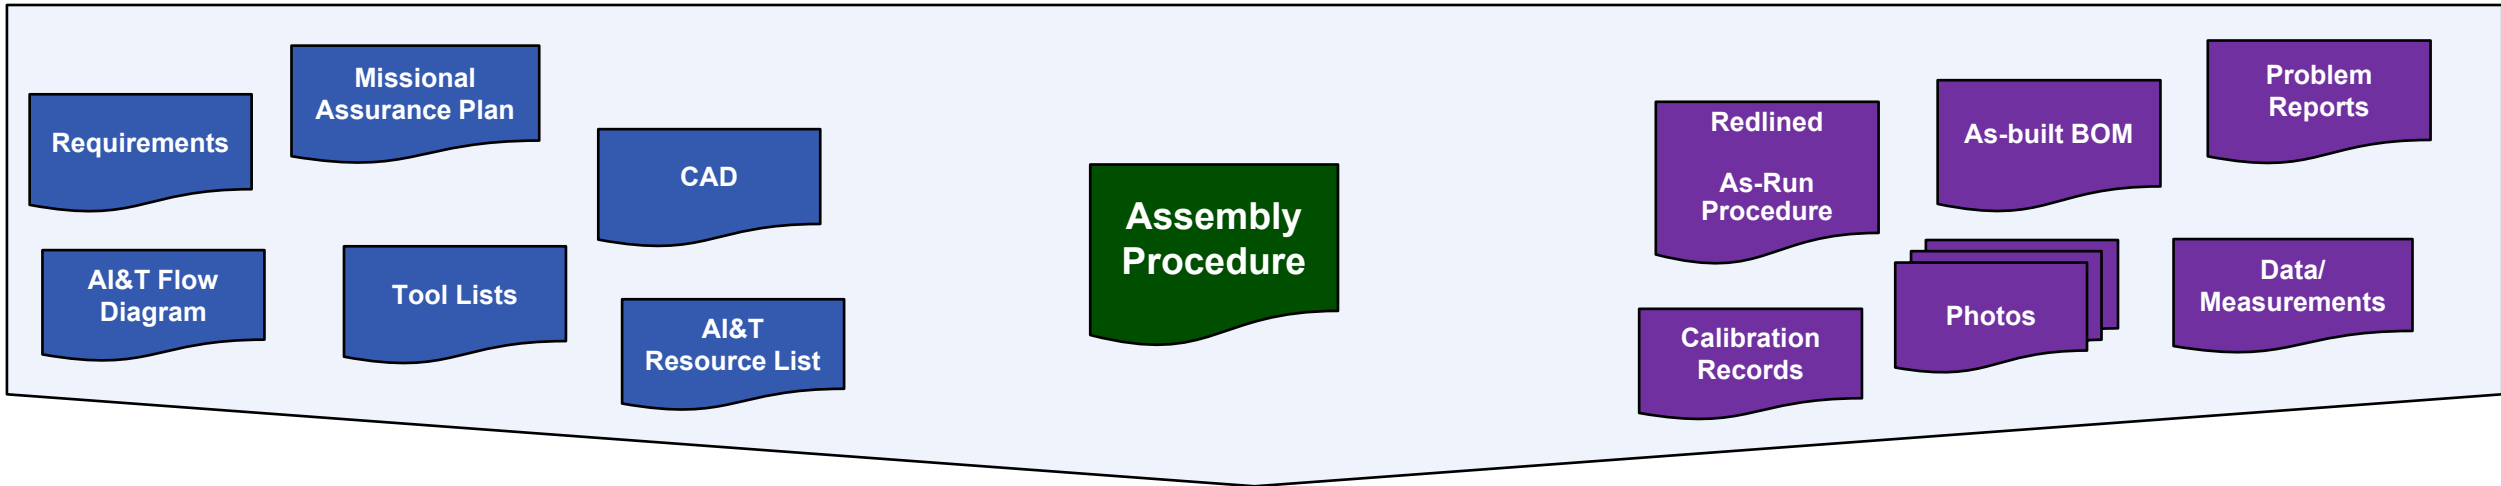 Requirements
Missional
Assurance Plan
CAD
AI&T Flow
Diagram
Tool Lists
AI&T
Resource List
Assembly
Procedure
Redlined
As-Run
Procedure
As-built BOM
Problem
Reports
Calibration
Records
Photos
Data/
Measurements